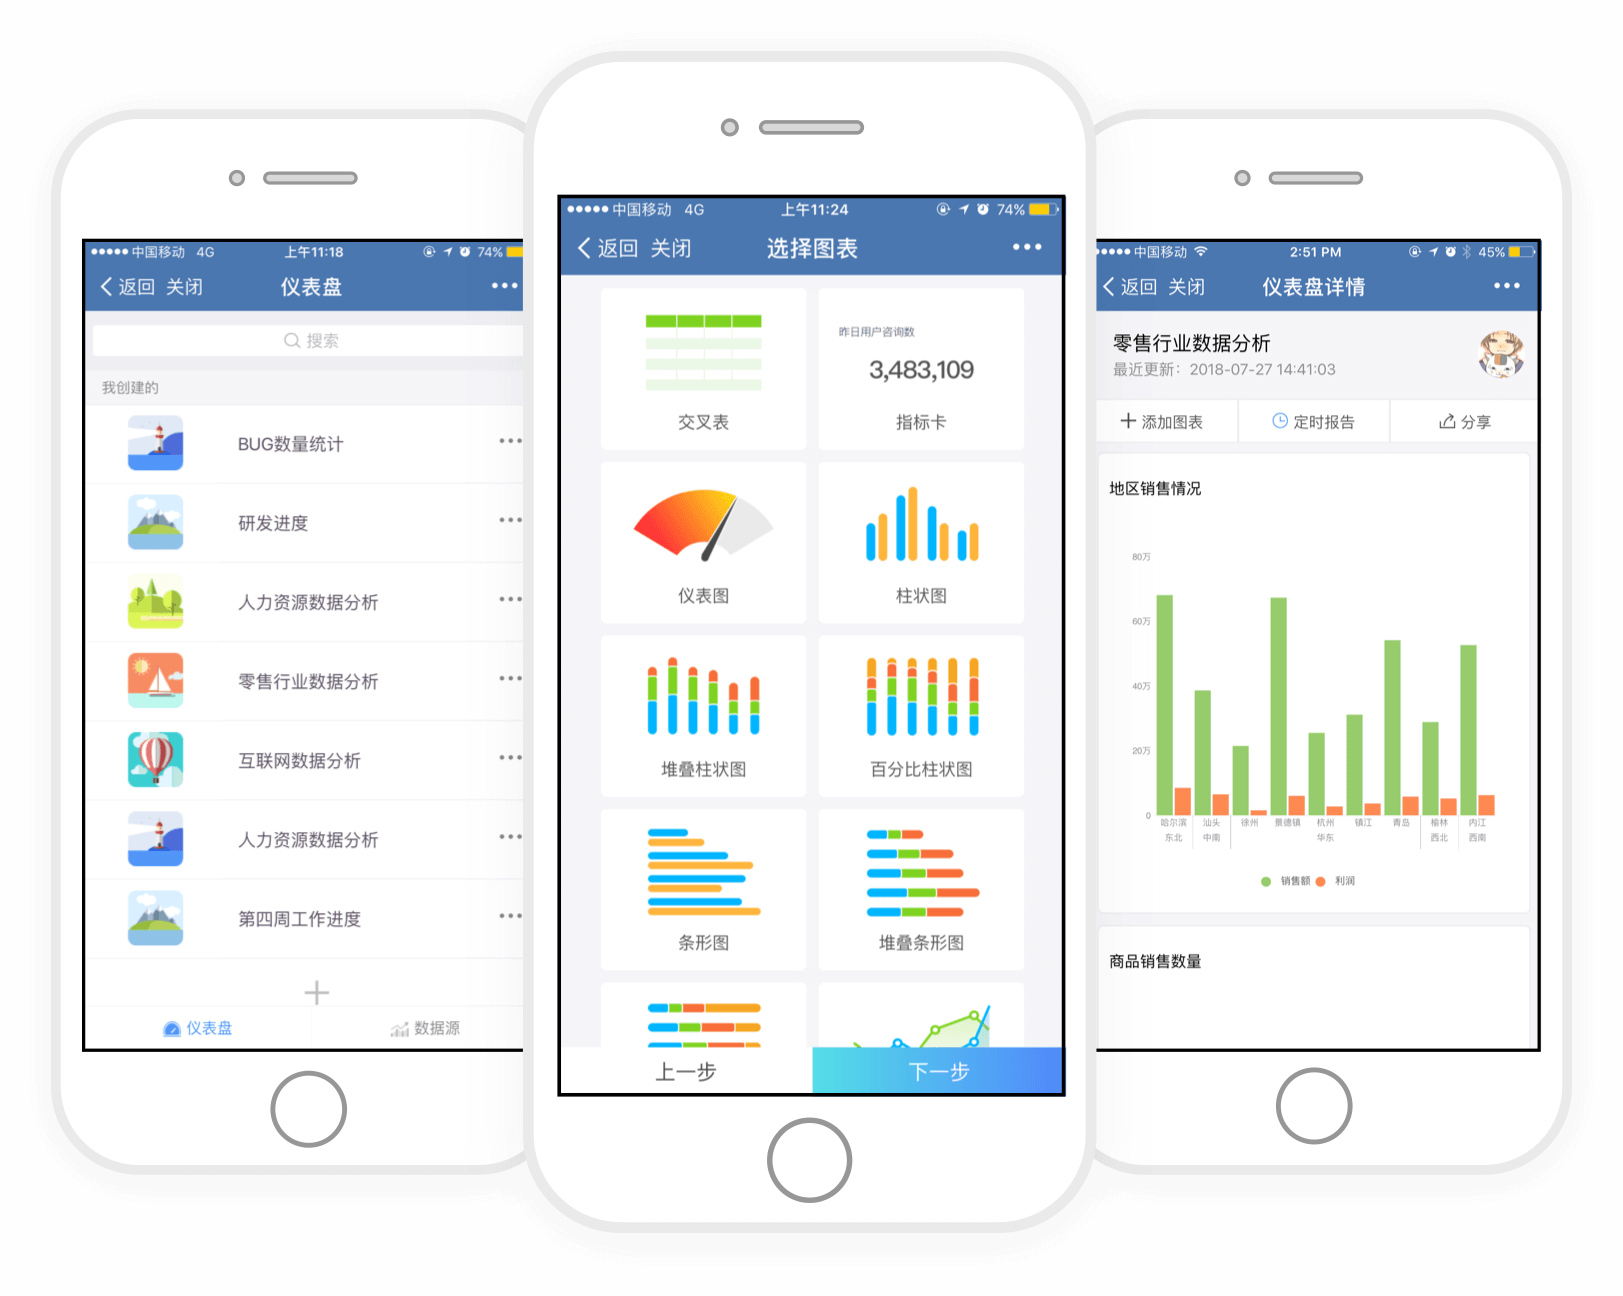 中国移动 4G 上午11:18 74%
返回 关闭 仪表盘
搜索
我创建的
BUG数量统计
研发进度
人力资源数据分析
零售行业数据分析
互联网数据分析
人力资源数据分析
第四周工作进度
仪表盘 数据源
中国移动 4G 上午11:24 74%
返回 关闭 选择图表
昨日用户咨询数
3,483,109
交叉表 指标卡
仪表图 柱状图
堆叠柱状图 百分比柱状图
条形图 堆叠条形图
上一步 下一步
中国移动 2:51 PM 45%
返回 关闭 仪表盘详情
零售行业数据分析
最近更新：2018-07-27 14:41:03
添加图表 定时报告 分享
地区销售情况
80万
60万
40万
20万
0
哈尔滨 汕头 徐州 景德镇 杭州 镇江 青岛 榆林 内江
东北 中南 华东 西北 西南
销售额 利润
商品销售数量